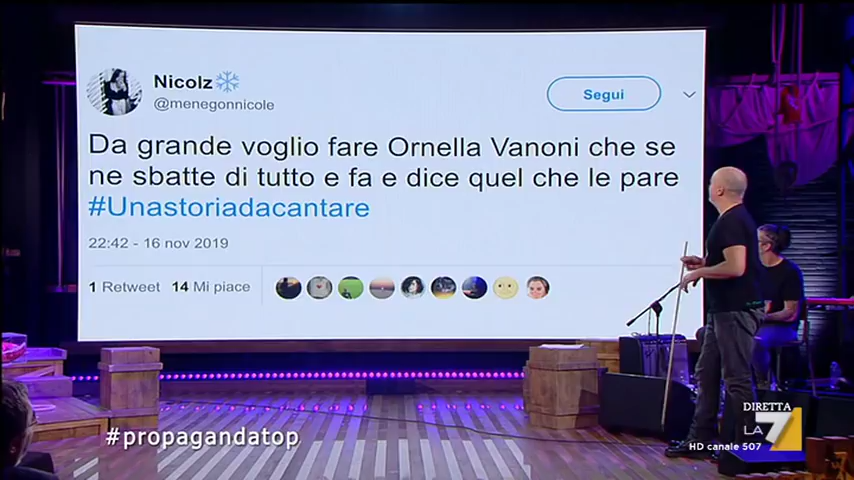 Nicolz❄
@menegonnicole
Segui
Da grande voglio fare Ornella Vanoni che se
ne sbatte di tutto e fa e dice quel che le pare
#Unastoriadacantare
22:42 - 16 nov 2019
1 Retweet 14 Mi piace
#propagandatop
DIRETTA
LA 7
HD canale 507